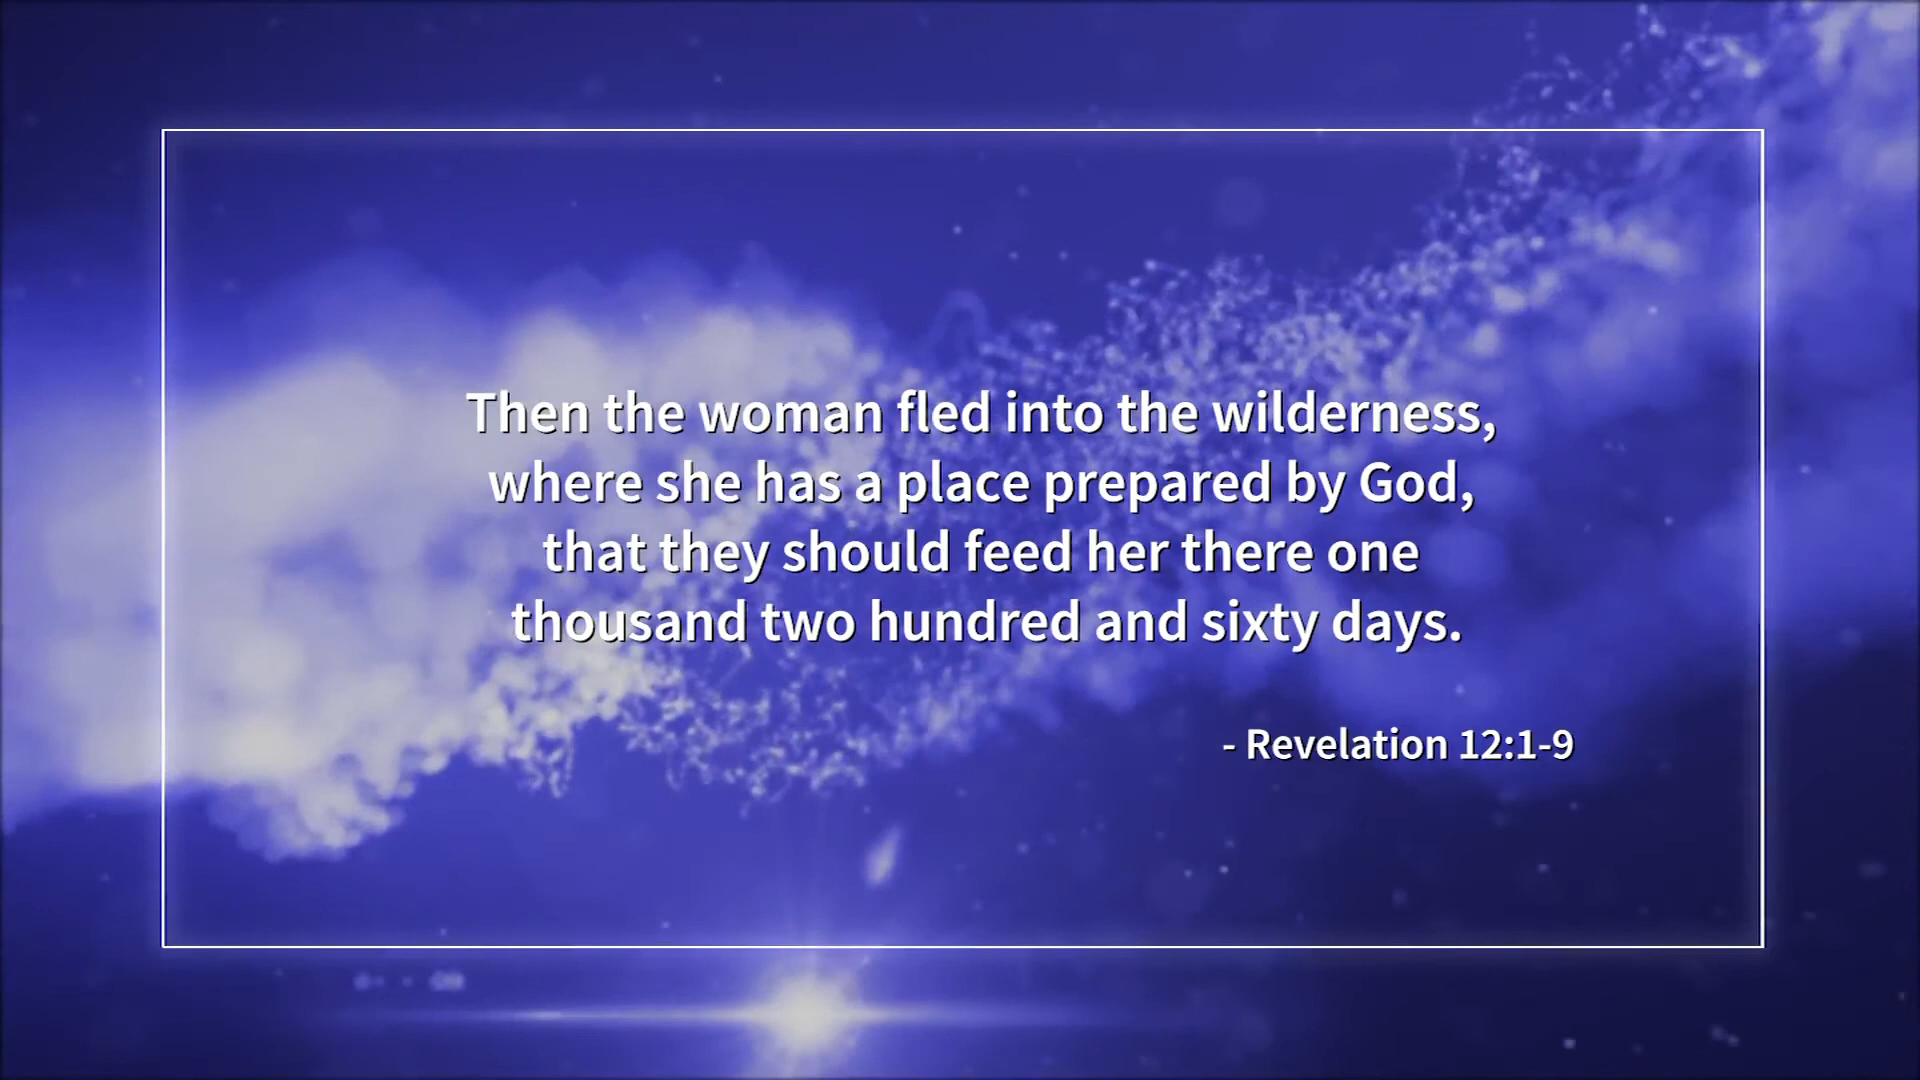 Then the woman fled into the wilderness,
where she has a place prepared by God,
that they should feed her there one
thousand two hundred and sixty days.
- Revelation 12:1-9